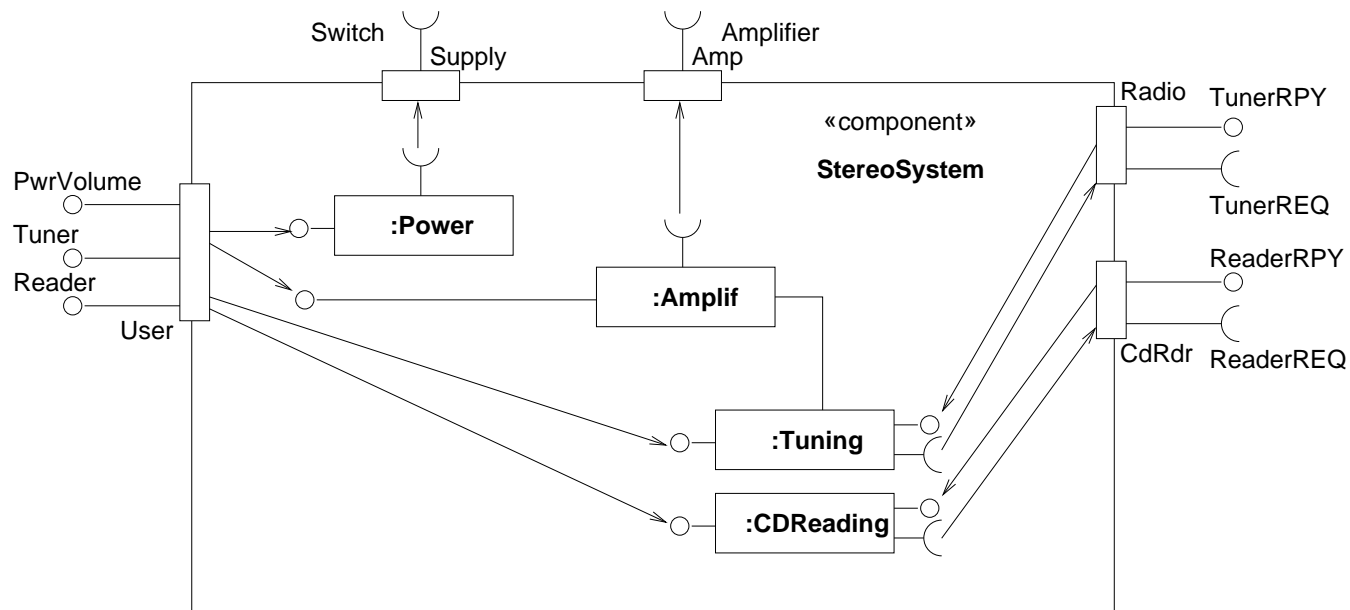 Switch
Supply
Amplifier
Amp
Radio
TunerRPY
«component»
StereoSystem
PwrVolume
TunerREQ
Tuner
:Power
Reader
ReaderRPY
:Amplif
User
CdRdr
ReaderREQ
:Tuning
:CDReading